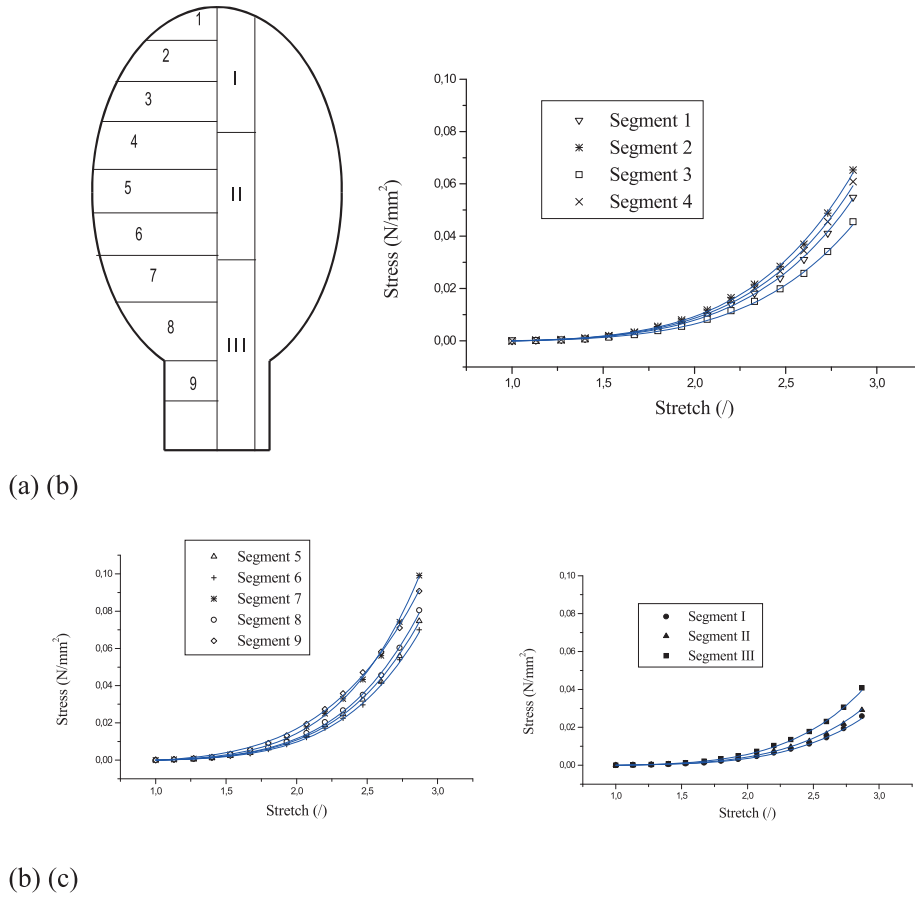 1
2
3
4
5
6
7
8
9
I
II
III
0,10
0,08
0,06
0,04
0,02
0,00
Stress (N/mm²)
Segment 1
Segment 2
Segment 3
Segment 4
1,0 1,5 2,0 2,5 3,0
Stretch (/)
(a) (b)
0,10
0,08
0,06
0,04
0,02
0,00
Stress (N/mm²)
Segment 5
Segment 6
Segment 7
Segment 8
Segment 9
1,0 1,5 2,0 2,5 3,0
Stretch (/)
0,10
0,08
0,06
0,04
0,02
0,00
Stress (N/mm²)
Segment I
Segment II
Segment III
1,0 1,5 2,0 2,5 3,0
Stretch (/)
(b) (c)